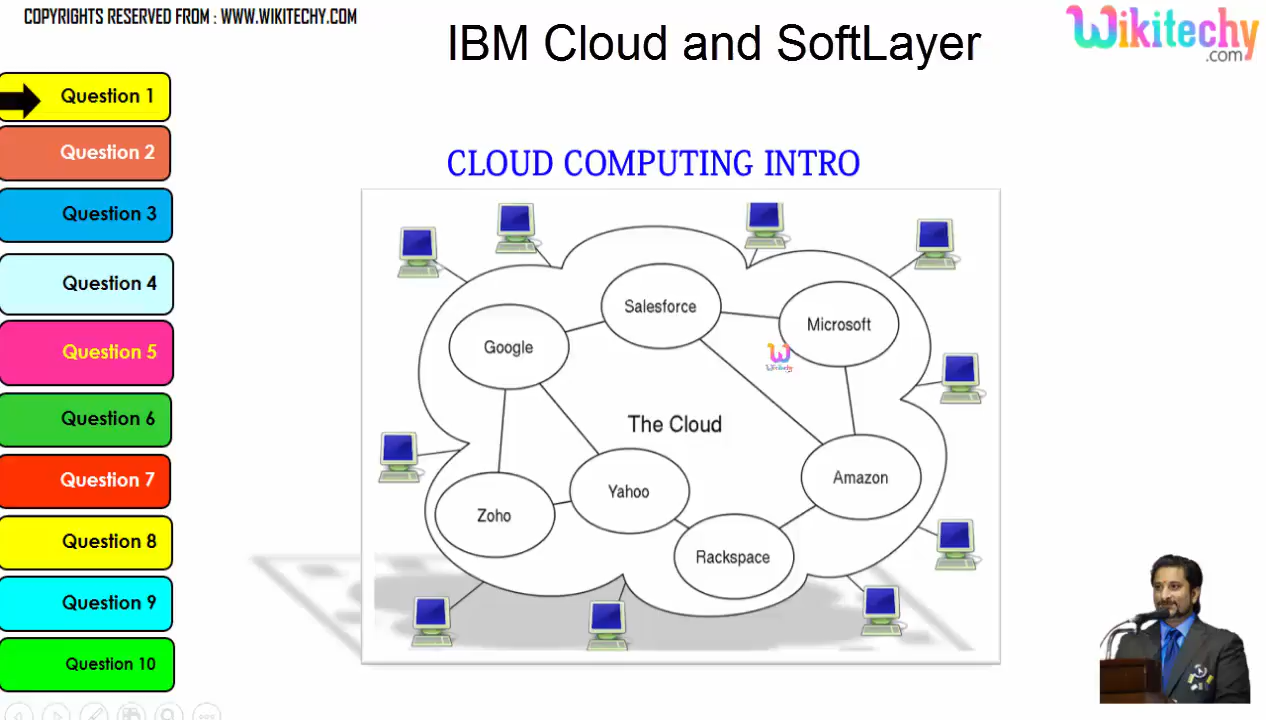 COPYRIGHTS RESERVED FROM : WWW.WIKITECHY.COM
IBM Cloud and SoftLayer
Wikitechy
.com
Question 1
Question 2
Question 3
Question 4
Question 5
Question 6
Question 7
Question 8
Question 9
Question 10
CLOUD COMPUTING INTRO
Salesforce
Microsoft
Google
Wikitechy
The Cloud
Amazon
Yahoo
Zoho
Rackspace